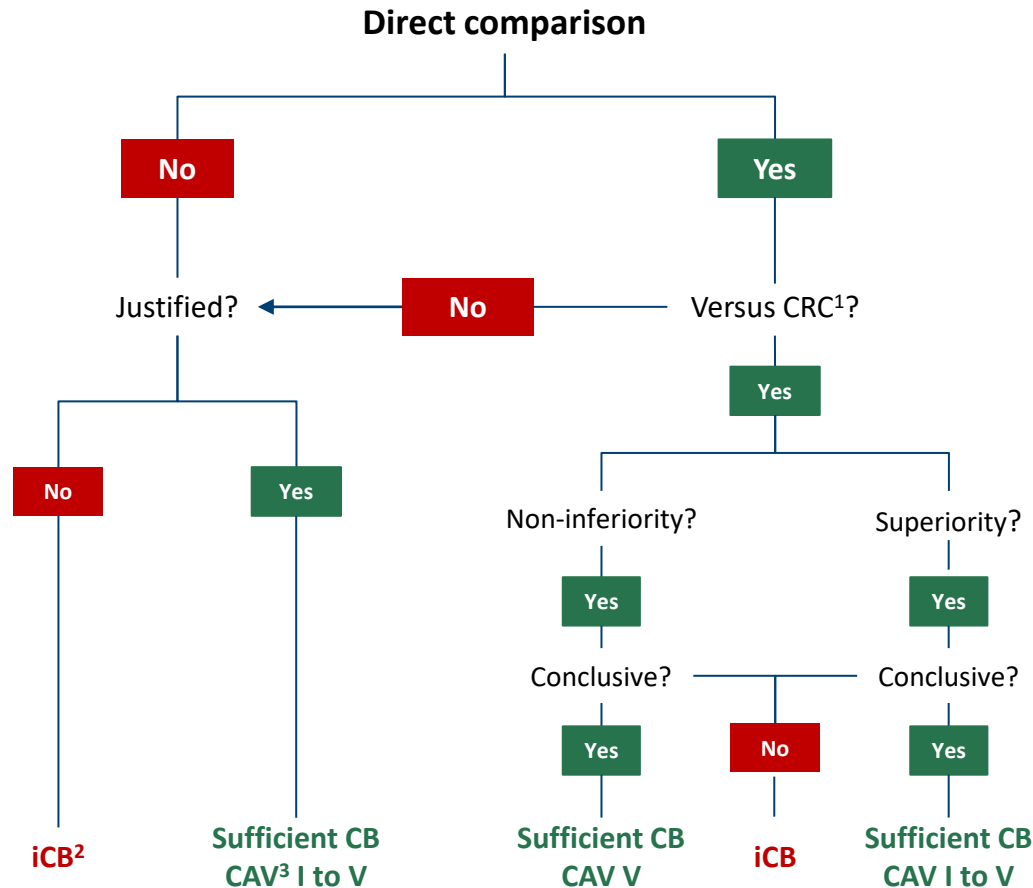 Direct comparison
No
Yes
Justified?
No
Versus CRC¹?
Yes
No
Yes
Non-inferiority?
Superiority?
Yes
Yes
Conclusive?
Conclusive?
Yes
No
Yes
iCB²
Sufficient CB
CAV³ I to V
Sufficient CB
CAV V
iCB
Sufficient CB
CAV I to V